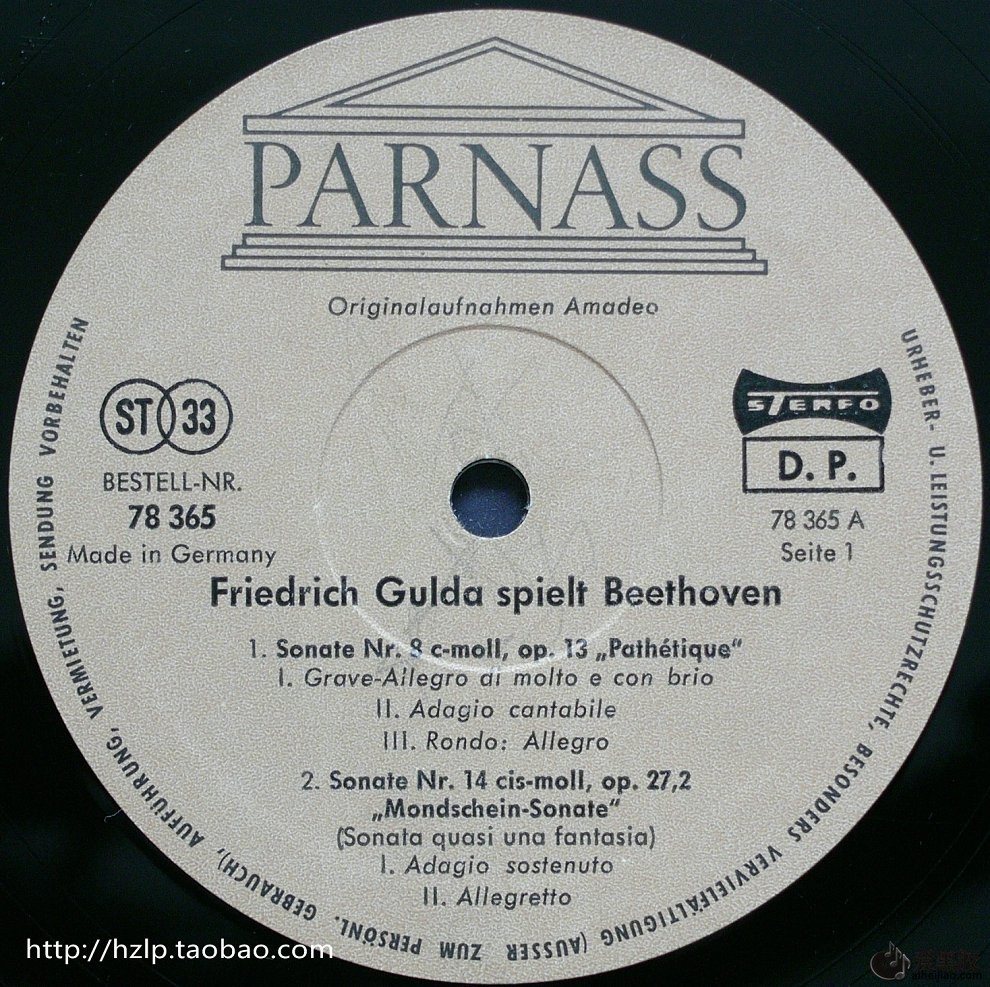 PARNASS
Originalaufnahmen Amadeo
ST 33
BESTELL-NR.
78 365
Made in Germany
STEREO
D. P.
78 365 A
Seite 1
Friedrich Gulda spielt Beethoven
1. Sonate Nr. 8 c-moll, op. 13 „Pathétique“
I. Grave-Allegro di molto e con brio
II. Adagio cantabile
III. Rondo: Allegro
2. Sonate Nr. 14 cis-moll, op. 27,2
„Mondschein-Sonate“
(Sonata quasi una fantasia)
I. Adagio sostenuto
II. Allegretto
URHEBER- U. LEISTUNGSSCHUTZRECHTE, BESONDERS VERVIELFÄLTIGUNG (AUSSER ZUM PERSÖNL. GEBRAUCH), AUFFÜHRUNG, VERMIETUNG, SENDUNG VORBEHALTEN
http://hzlp.taobao.com